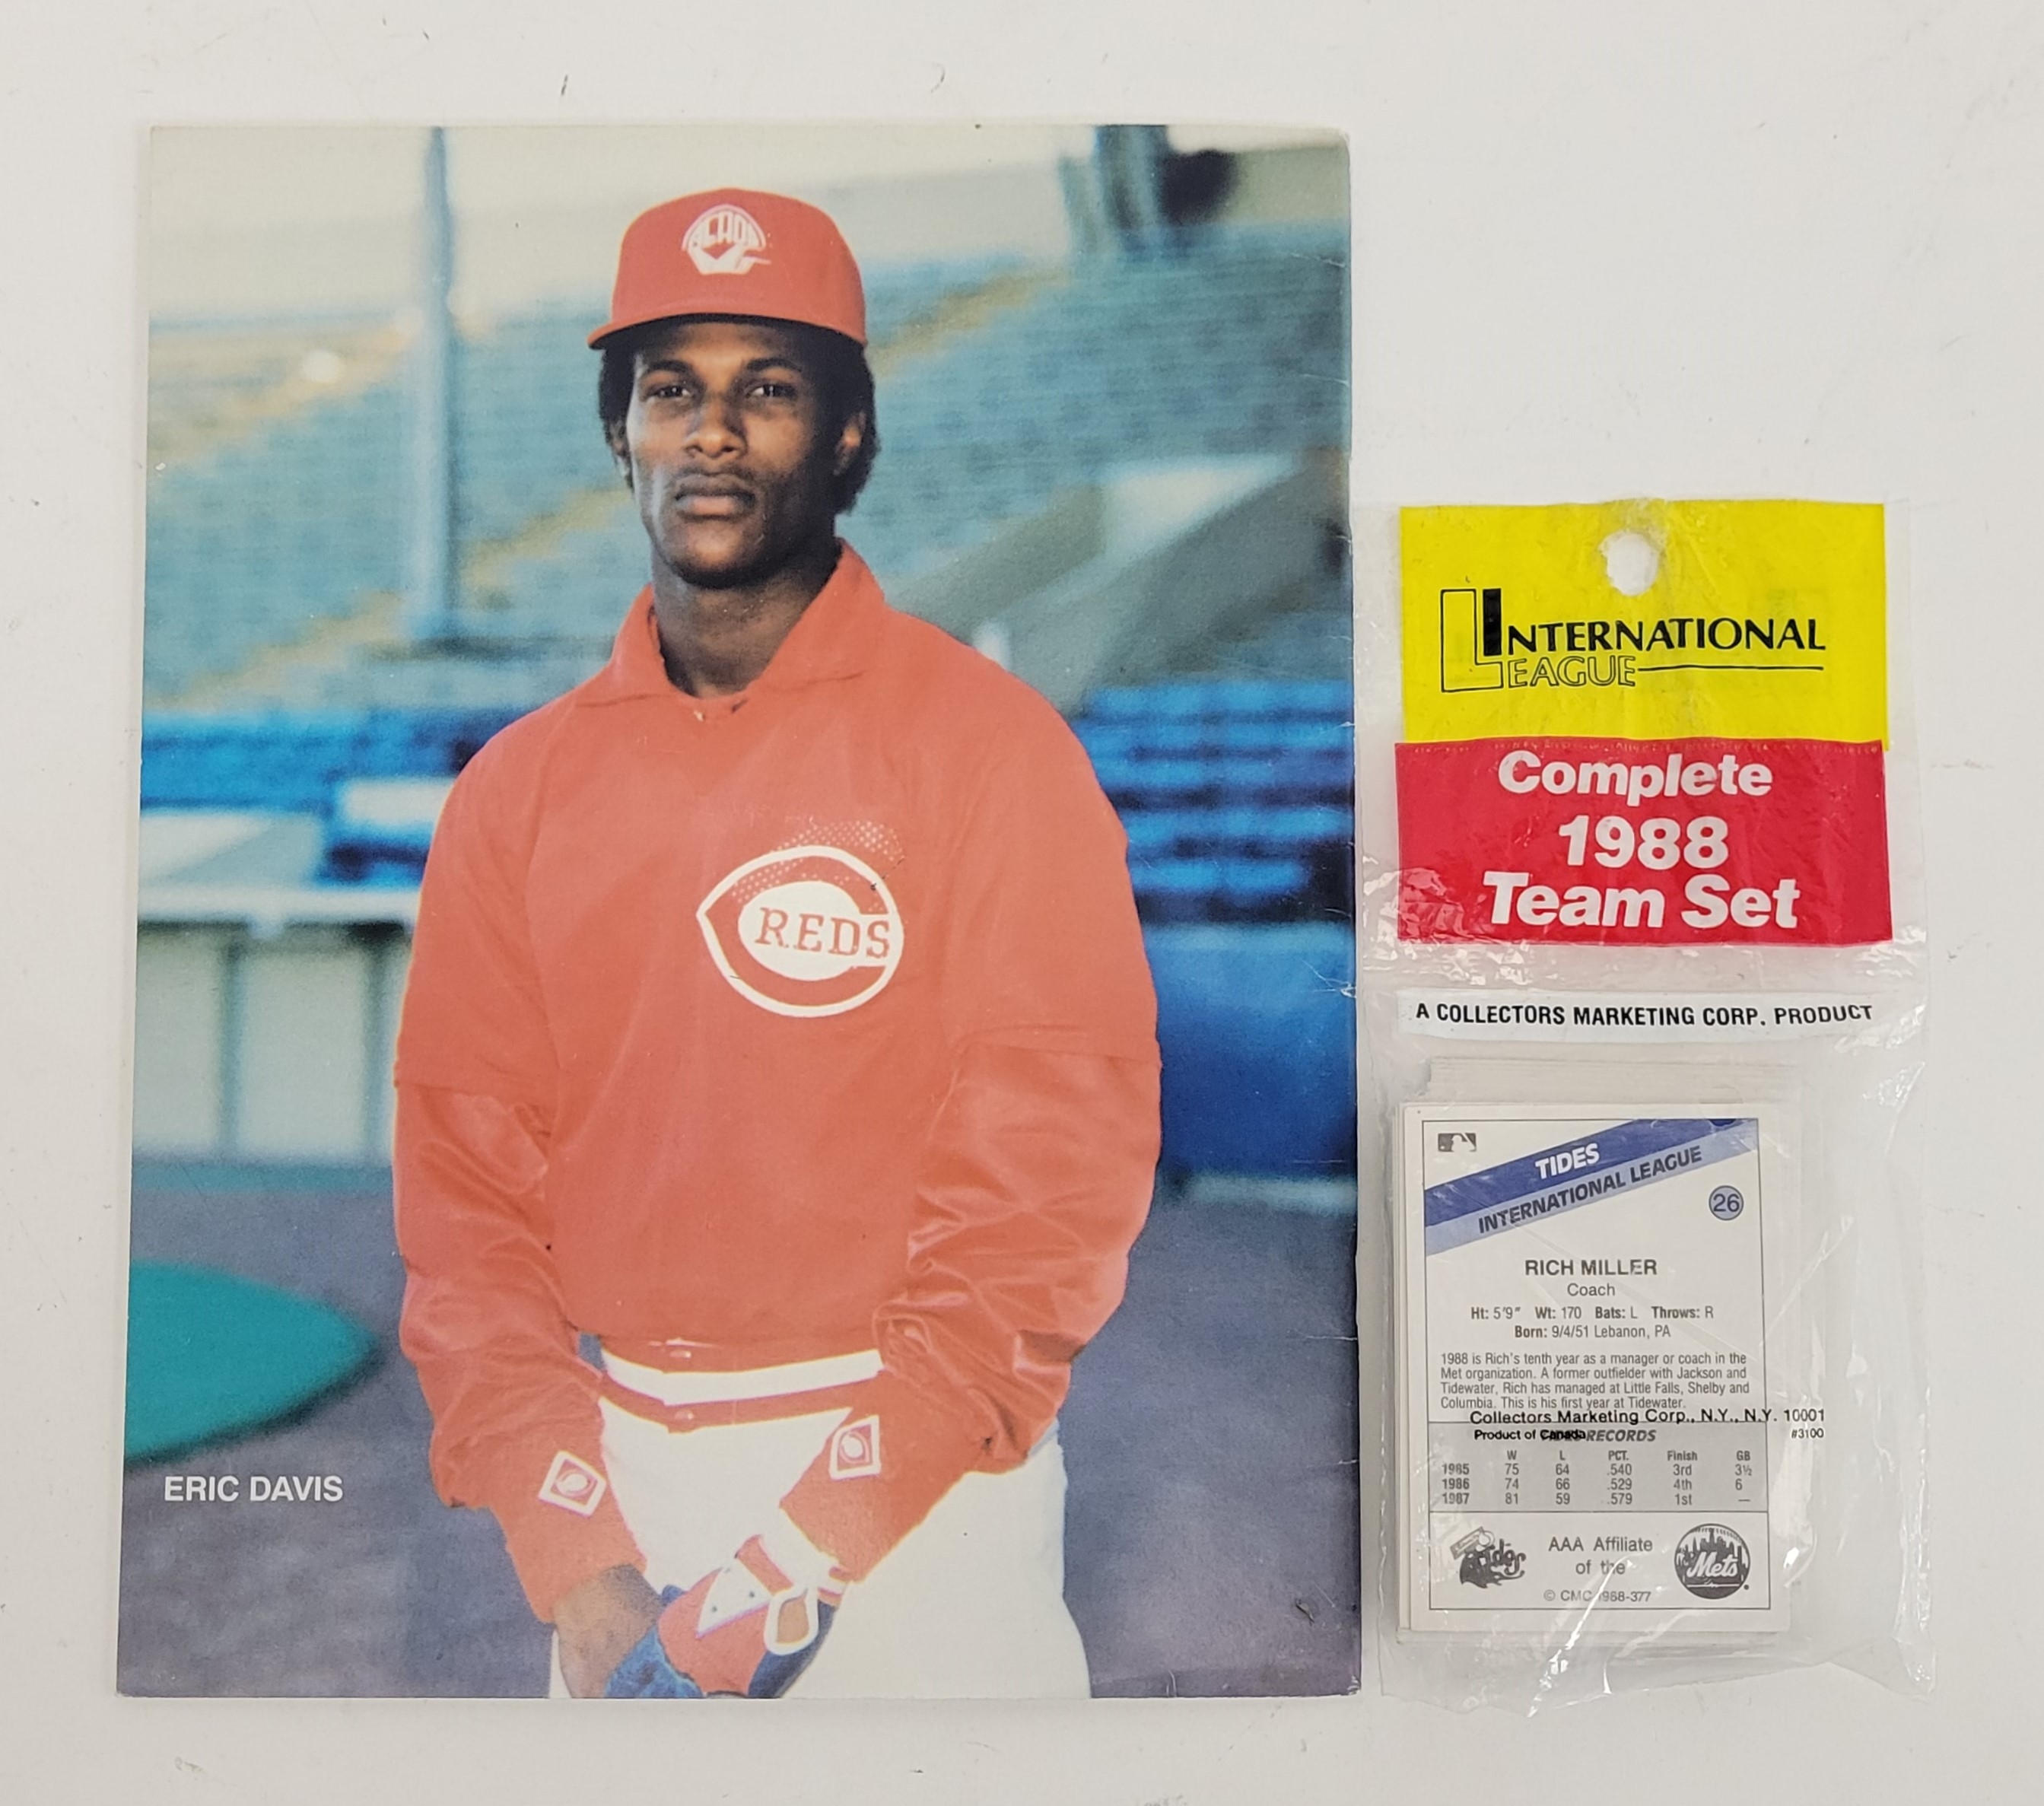 REDS
ERIC DAVIS
INTERNATIONAL
LEAGUE
Complete
1988
Team Set
A COLLECTORS MARKETING CORP. PRODUCT
TIDES
INTERNATIONAL LEAGUE
26
RICH MILLER
Coach
Ht: 5'9" Wt: 170 Bats: L Throws: R
Born: 9/4/51 Lebanon, PA
1988 is Rich's tenth year as a manager or coach in the
Met organization. A former outfielder with Jackson and
Tidewater, Rich has managed at Little Falls, Shelby and
Columbia. This is his first year at Tidewater.
Collectors Marketing Corp., N.Y., N.Y. 10001
Product of Canada #3100
TIDES RECORDS
W L PCT. Finish GB
1985 75 64 .540 3rd 3½
1986 74 66 .529 4th 6
1987 81 59 .579 1st —
Tides
AAA Affiliate
of the
Mets
© CMC 1988-377